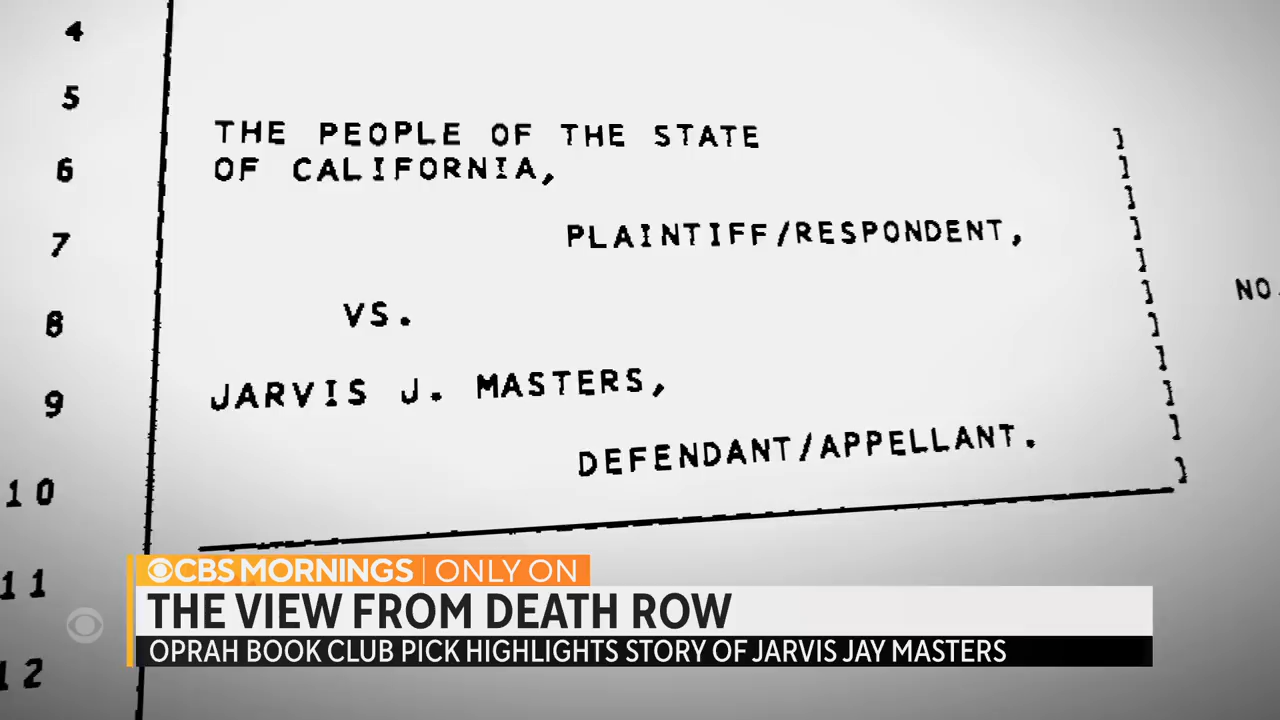 4
5
THE PEOPLE OF THE STATE ]
6 OF CALIFORNIA, ]
]
7 PLAINTIFF/RESPONDENT, ]
]
NO.
8 VS. ]
]
9 JARVIS J. MASTERS, ]
]
DEFENDANT/APPELLANT. ]
10 ]
11
12
CBS MORNINGS | ONLY ON
THE VIEW FROM DEATH ROW
OPRAH BOOK CLUB PICK HIGHLIGHTS STORY OF JARVIS JAY MASTERS